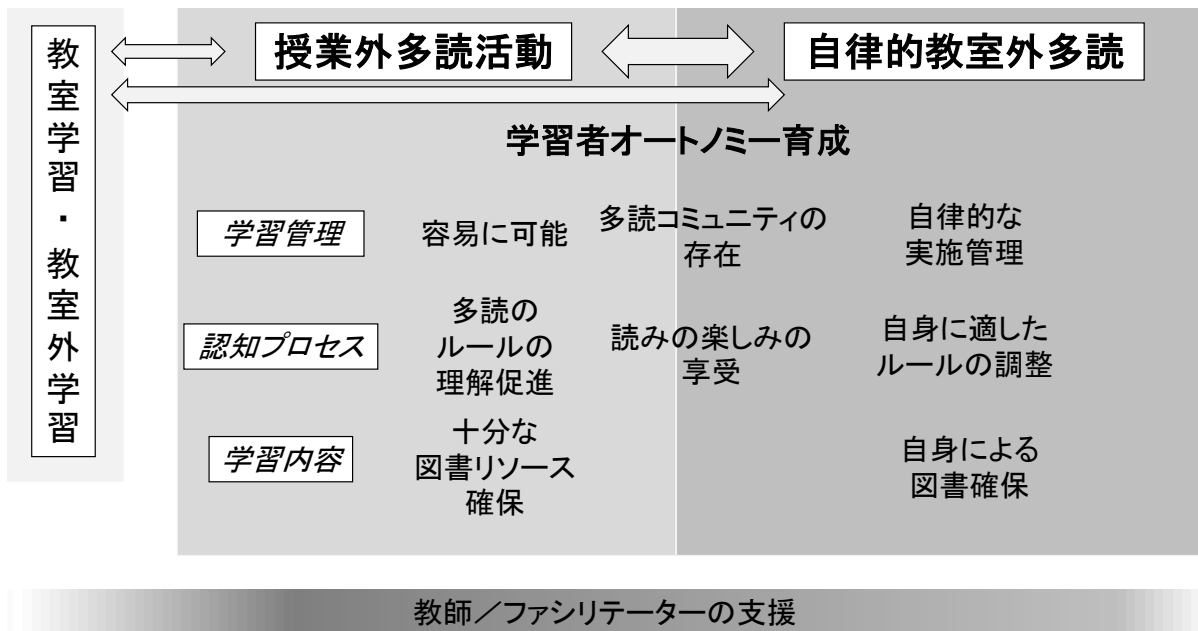 教室学習・教室外学習
授業外多読活動
自律的教室外多読
学習者オートノミー育成
学習管理
容易に可能
多読コミュニティの
存在
自律的な
実施管理
認知プロセス
多読の
ルールの
理解促進
読みの楽しみの
享受
自身に適した
ルールの調整
学習内容
十分な
図書リソース
確保
自身による
図書確保
教師／ファシリテーターの支援